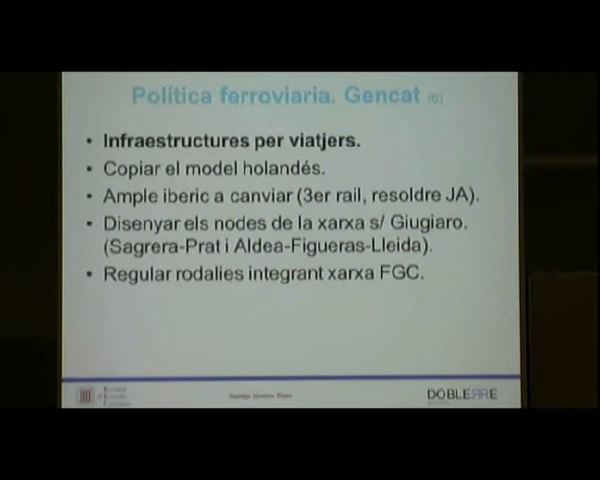 Política ferroviaria. Gencat (6)
• Infraestructures per viatjers.
• Copiar el model holandés.
• Ample iberic a canviar (3er rail, resoldre JA).
• Disenyar els nodes de la xarxa s/ Giugiaro.
(Sagrera-Prat i Aldea-Figueras-Lleida).
• Regular rodalies integrant xarxa FGC.
DOBLERRE